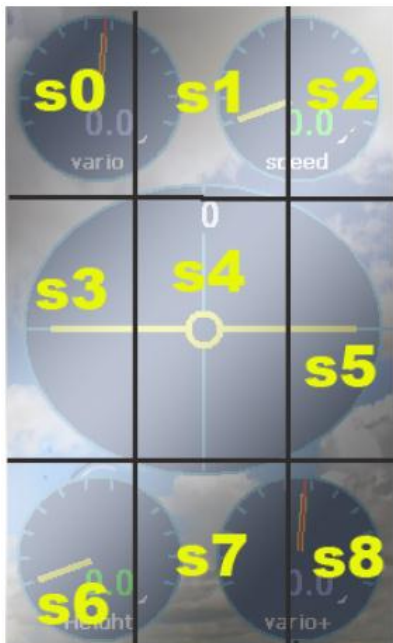 s0 s1 s2
0.0 0.0
vario speed
0
s4
s3
s5
s7 s8
s6 0.0 0.0
Height vario+